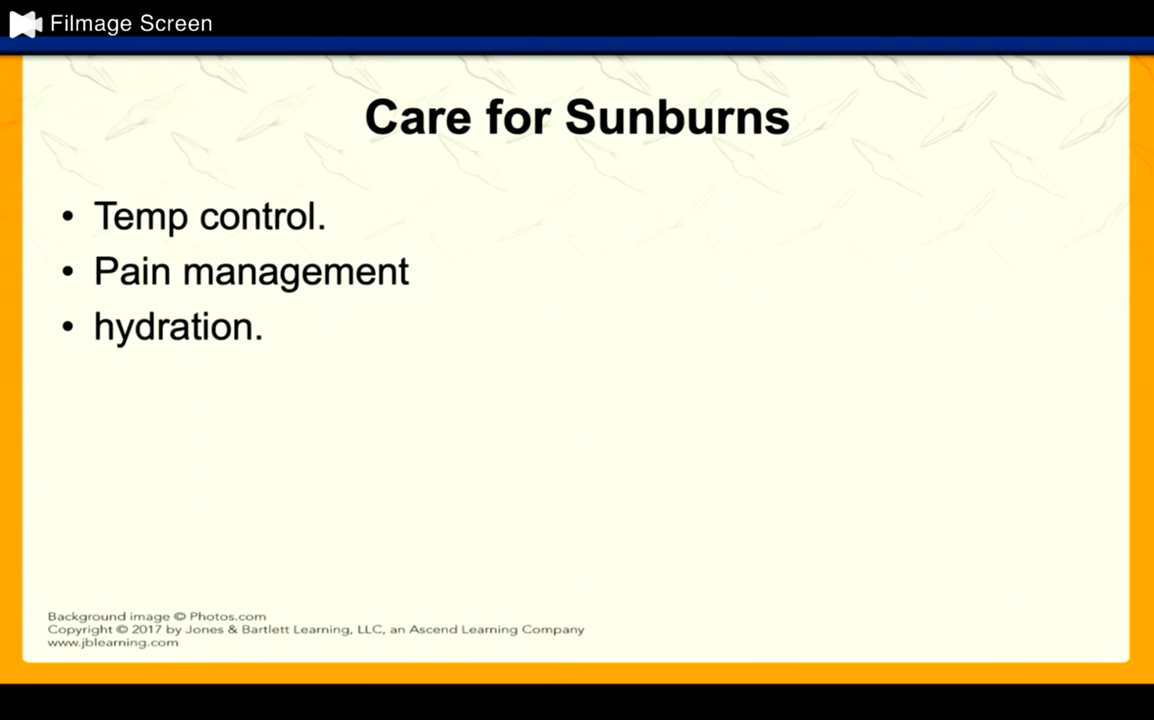 Filmage Screen
Care for Sunburns
• Temp control.
• Pain management
• hydration.
Background image © Photos.com
Copyright © 2017 by Jones & Bartlett Learning, LLC, an Ascend Learning Company
www.jblearning.com